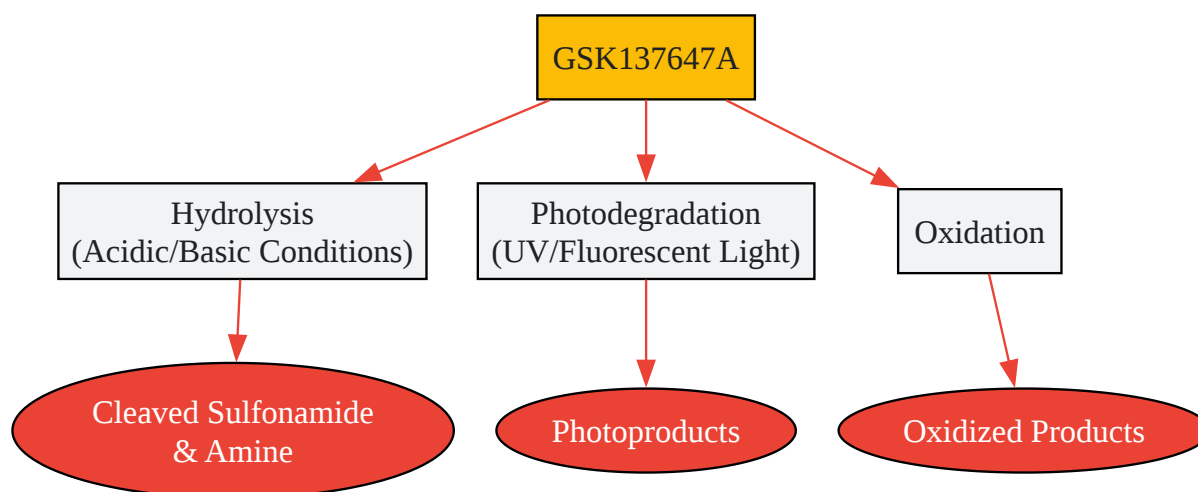 GSK137647A
Hydrolysis
(Acidic/Basic Conditions)
Photodegradation
(UV/Fluorescent Light)
Oxidation
Cleaved Sulfonamide
& Amine
Photoproducts
Oxidized Products